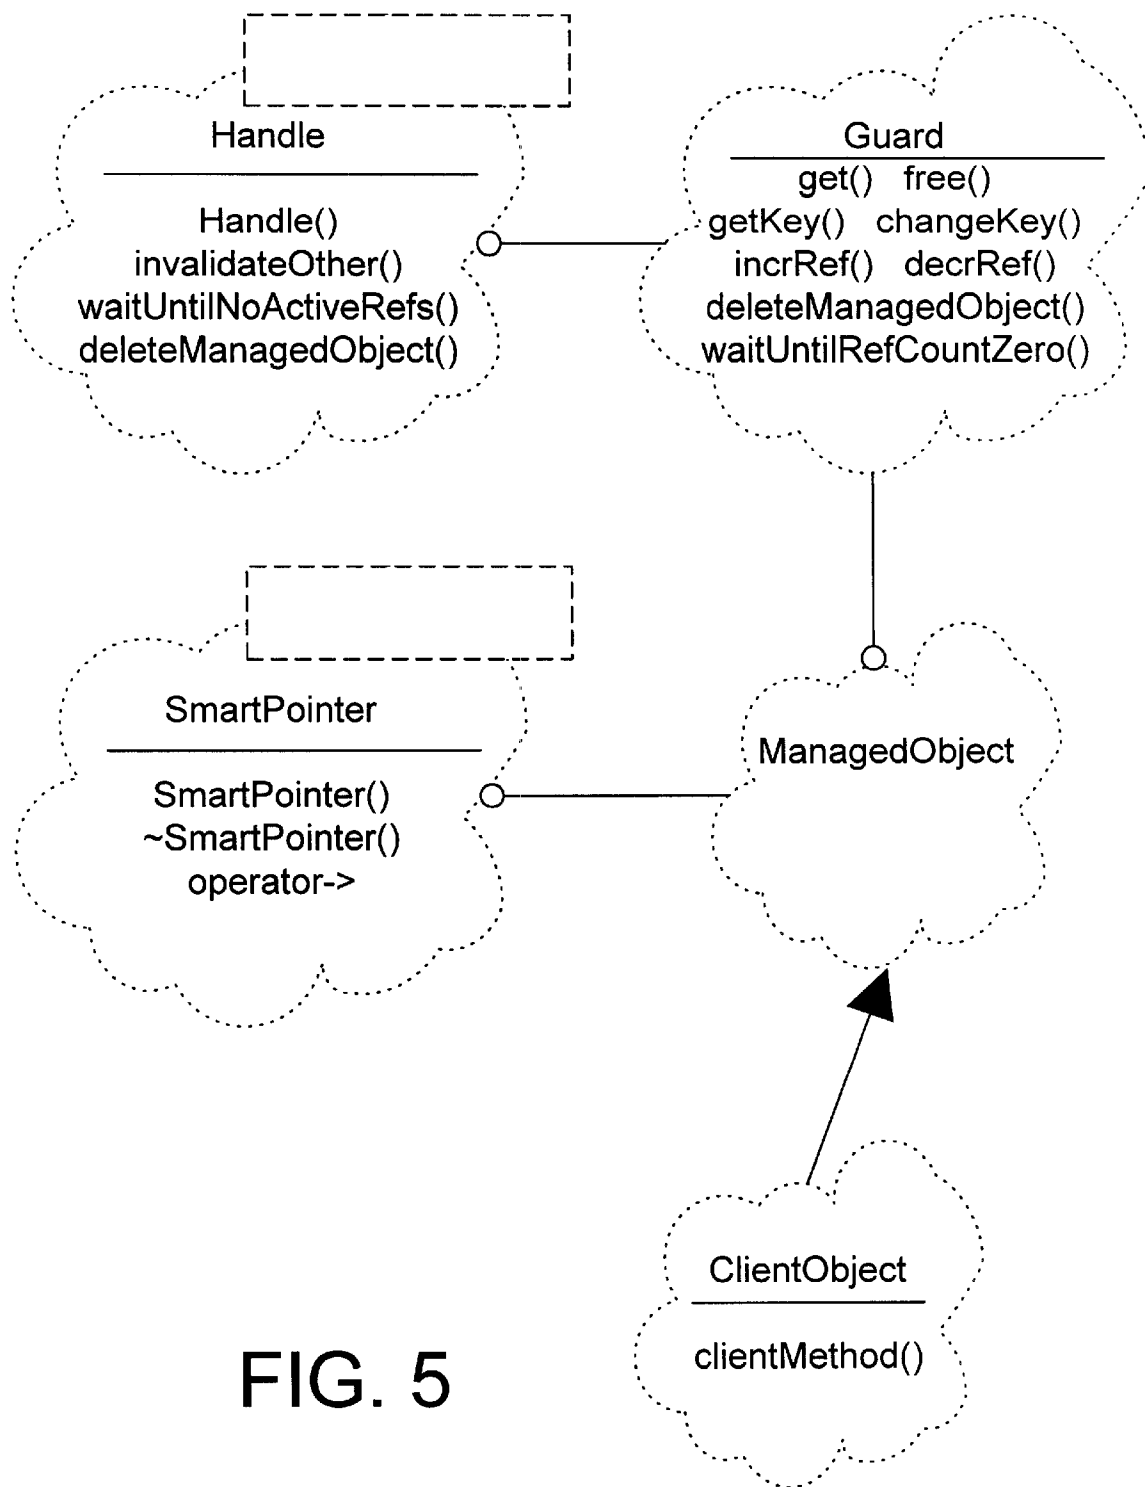 Handle
Handle()
invalidateOther()
waitUntilNoActiveRefs()
deleteManagedObject()
Guard
get() free()
getKey() changeKey()
incrRef() decrRef()
deleteManagedObject()
waitUntilRefCountZero()
SmartPointer
SmartPointer()
~SmartPointer()
operator->
ManagedObject
ClientObject
clientMethod()
FIG. 5